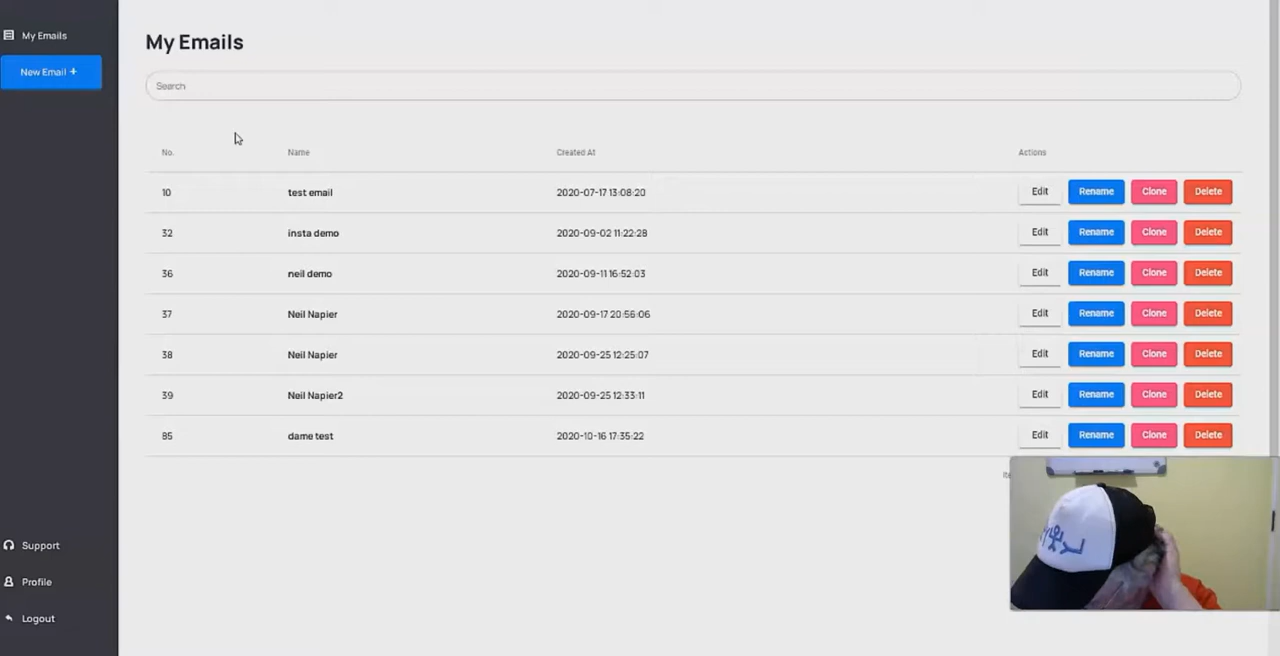 My Emails
New Email +
Support
Profile
Logout
My Emails
Search
No. Name Created At Actions
10 test email 2020-07-17 13:08:20 Edit Rename Clone Delete
32 insta demo 2020-09-02 11:22:28 Edit Rename Clone Delete
36 neil demo 2020-09-11 16:52:03 Edit Rename Clone Delete
37 Neil Napier 2020-09-17 20:56:06 Edit Rename Clone Delete
38 Neil Napier 2020-09-25 12:25:07 Edit Rename Clone Delete
39 Neil Napier2 2020-09-25 12:33:11 Edit Rename Clone Delete
85 dame test 2020-10-16 17:35:22 Edit Rename Clone Delete